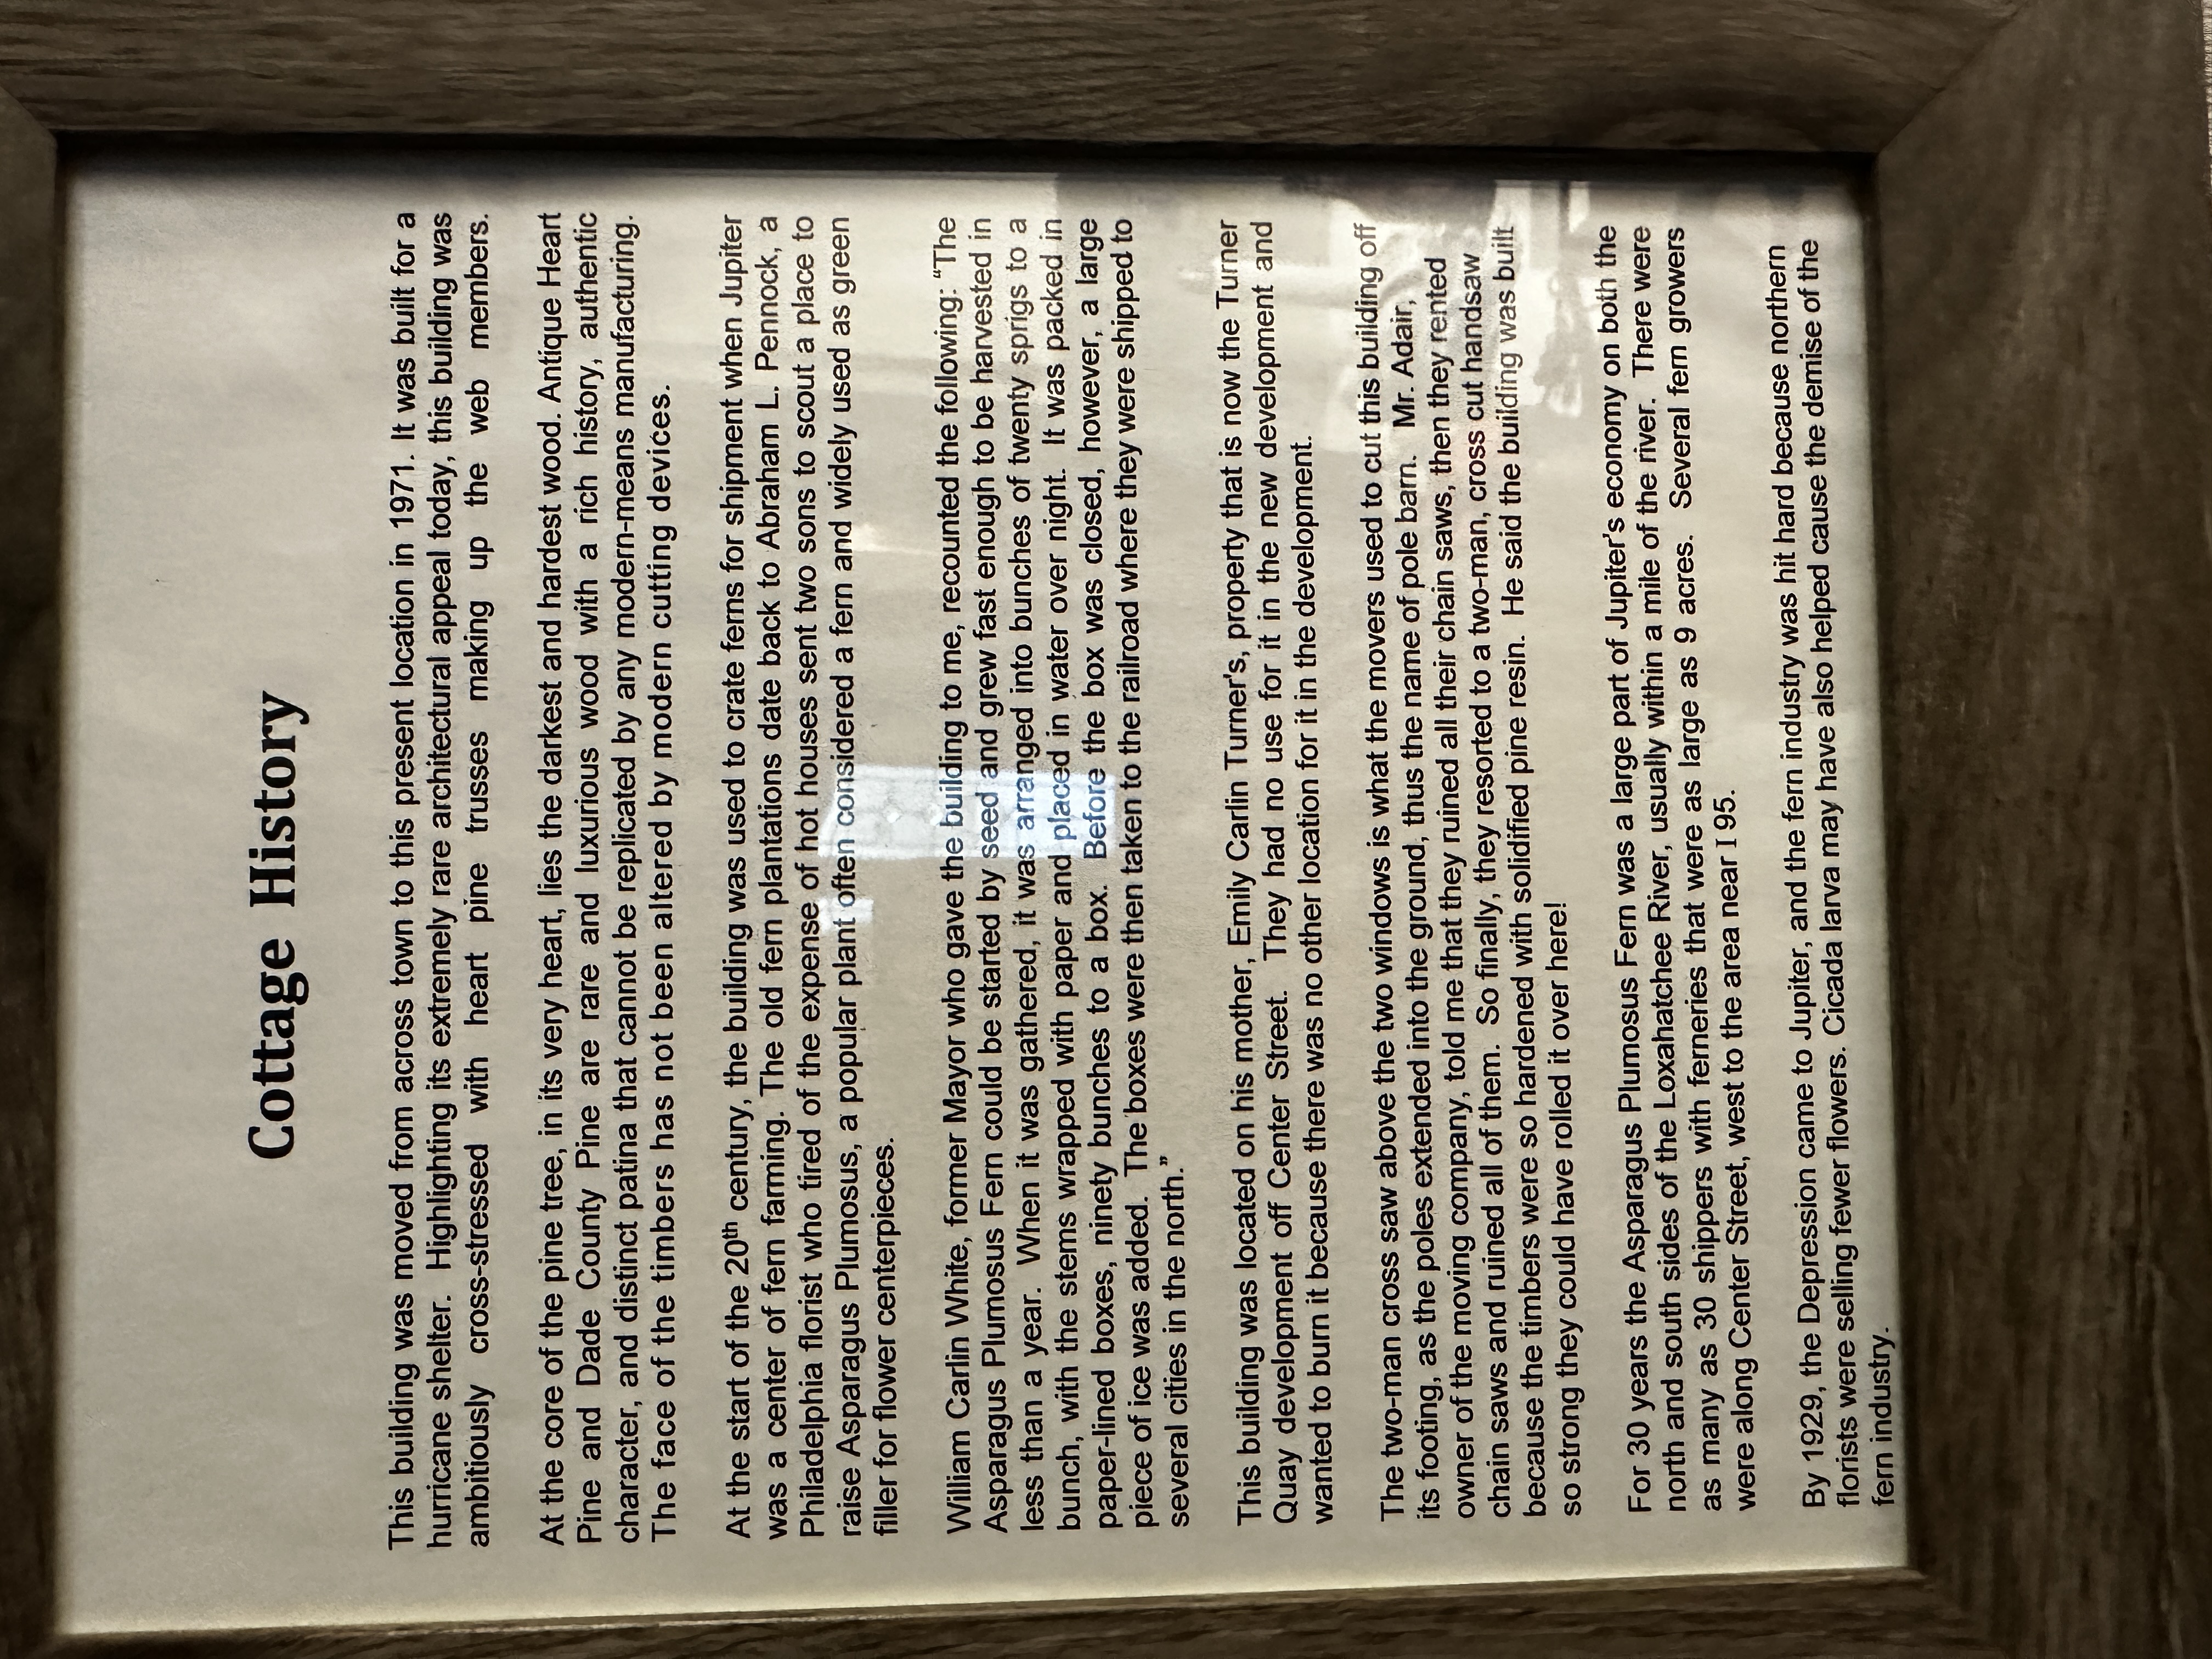 Cottage History
This building was moved from across town to this present location in 1971. It was built for a
hurricane shelter. Highlighting its extremely rare architectural appeal today, this building was
ambitiously cross-stressed with heart pine trusses making up the web members.
At the core of the pine tree, in its very heart, lies the darkest and hardest wood. Antique Heart
Pine and Dade County Pine are rare and luxurious wood with a rich history, authentic
character, and distinct patina that cannot be replicated by any modern-means manufacturing.
The face of the timbers has not been altered by modern cutting devices.
At the start of the 20th century, the building was used to crate ferns for shipment when Jupiter
was a center of fern farming. The old fern plantations date back to Abraham L. Pennock, a
Philadelphia florist who tired of the expense of hot houses sent two sons to scout a place to
raise Asparagus Plumosus, a popular plant often considered a fern and widely used as green
filler for flower centerpieces.
William Carlin White, former Mayor who gave the building to me, recounted the following: "The
Asparagus Plumosus Fern could be started by seed and grew fast enough to be harvested in
less than a year. When it was gathered, it was arranged into bunches of twenty sprigs to a
bunch, with the stems wrapped with paper and placed in water over night. It was packed in
paper-lined boxes, ninety bunches to a box. Before the box was closed, however, a large
piece of ice was added. The boxes were then taken to the railroad where they were shipped to
several cities in the north."
This building was located on his mother, Emily Carlin Turner's, property that is now the Turner
Quay development off Center Street. They had no use for it in the new development and
wanted to burn it because there was no other location for it in the development.
The two-man cross saw above the two windows is what the movers used to cut this building off
its footing, as the poles extended into the ground, thus the name of pole barn. Mr. Adair,
owner of the moving company, told me that they ruined all their chain saws, then they rented
chain saws and ruined all of them. So finally, they resorted to a two-man, cross cut handsaw
because the timbers were so hardened with solidified pine resin. He said the building was built
so strong they could have rolled it over here!
For 30 years the Asparagus Plumosus Fern was a large part of Jupiter's economy on both the
north and south sides of the Loxahatchee River, usually within a mile of the river. There were
as many as 30 shippers with ferneries that were as large as 9 acres. Several fern growers
were along Center Street, west to the area near I 95.
By 1929, the Depression came to Jupiter, and the fern industry was hit hard because northern
florists were selling fewer flowers. Cicada larva may have also helped cause the demise of the
fern industry.